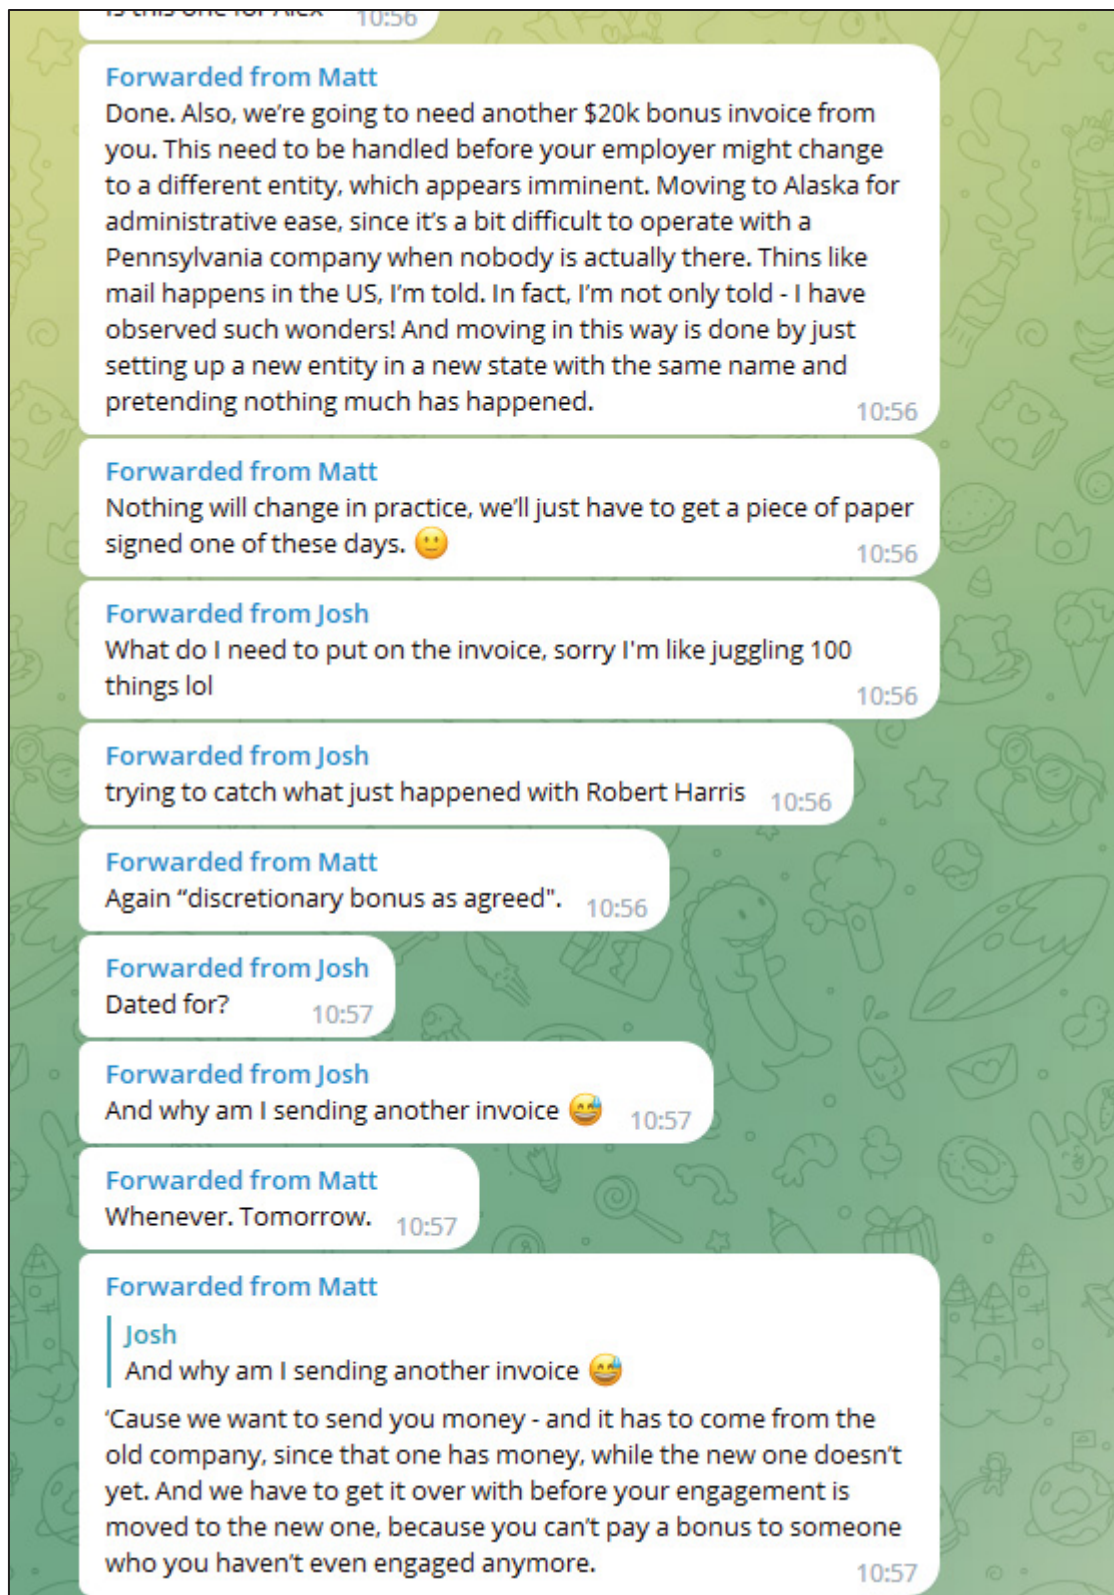 Is this one for Alex 10:56
Forwarded from Matt
Done. Also, we’re going to need another $20k bonus invoice from
you. This need to be handled before your employer might change
to a different entity, which appears imminent. Moving to Alaska for
administrative ease, since it’s a bit difficult to operate with a
Pennsylvania company when nobody is actually there. Thins like
mail happens in the US, I’m told. In fact, I’m not only told - I have
observed such wonders! And moving in this way is done by just
setting up a new entity in a new state with the same name and
pretending nothing much has happened. 10:56
Forwarded from Matt
Nothing will change in practice, we’ll just have to get a piece of paper
signed one of these days. 🙂 10:56
Forwarded from Josh
What do I need to put on the invoice, sorry I'm like juggling 100
things lol 10:56
Forwarded from Josh
trying to catch what just happened with Robert Harris 10:56
Forwarded from Matt
Again “discretionary bonus as agreed". 10:56
Forwarded from Josh
Dated for? 10:57
Forwarded from Josh
And why am I sending another invoice 😅 10:57
Forwarded from Matt
Whenever. Tomorrow. 10:57
Forwarded from Matt
Josh
And why am I sending another invoice 😅
‘Cause we want to send you money - and it has to come from the
old company, since that one has money, while the new one doesn’t
yet. And we have to get it over with before your engagement is
moved to the new one, because you can’t pay a bonus to someone
who you haven’t even engaged anymore. 10:57